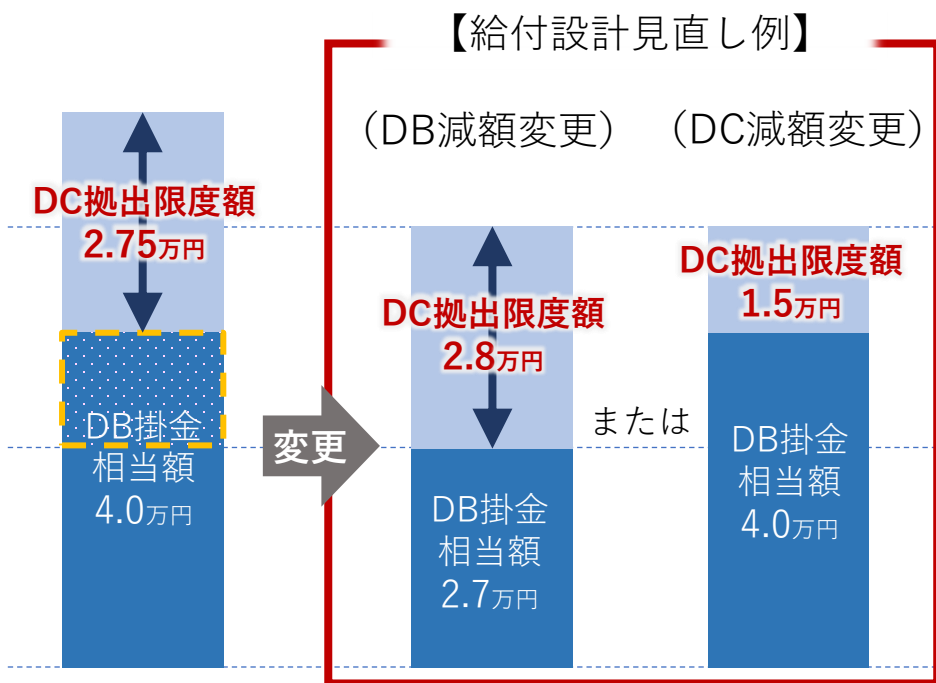 【給付設計見直し例】
(DB減額変更)
(DC減額変更)
DC拠出限度額
2.75万円
DB掛金
相当額
4.0万円
変更
DC拠出限度額
2.8万円
DB掛金
相当額
2.7万円
または
DC拠出限度額
1.5万円
DB掛金
相当額
4.0万円